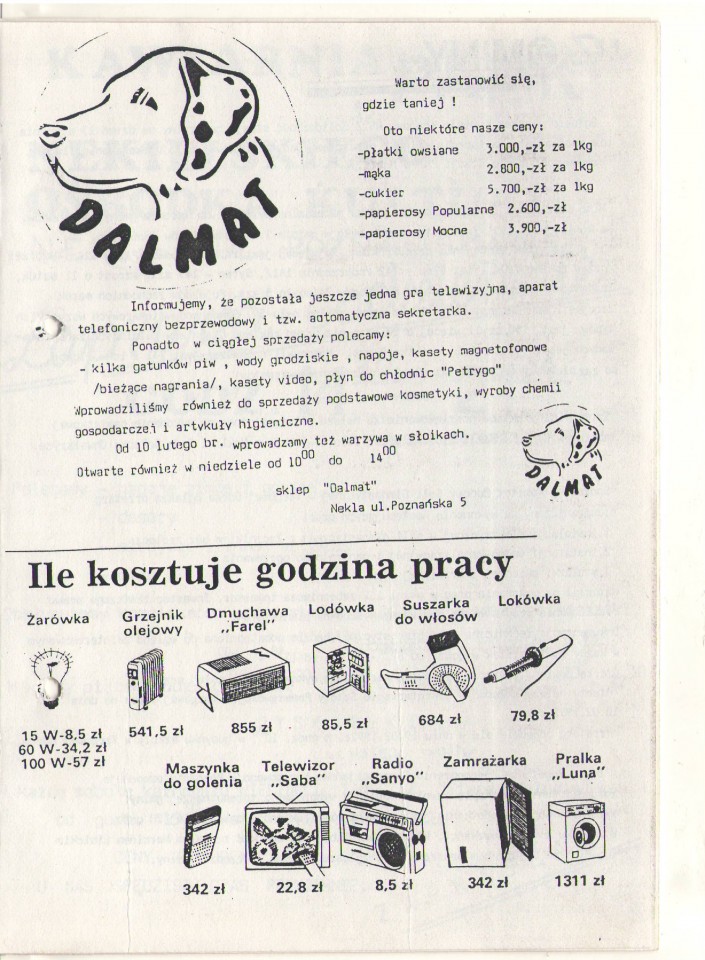 DALMAT
Warto zastanowić się,
gdzie taniej !
Oto niektóre nasze ceny:
-płatki owsiane 3.000,-zł za 1kg
-mąka 2.800,-zł za 1kg
-cukier 5.700,-zł za 1kg
-papierosy Popularne 2.600,-zł
-papierosy Mocne 3.900,-zł
Informujemy, że pozostała jeszcze jedna gra telewizyjna, aparat
telefoniczny bezprzewodowy i tzw. automatyczna sekretarka.
Ponadto w ciągłej sprzedaży polecamy:
- kilka gatunków piw , wody grodziskie , napoje, kasety magnetofonowe
/bieżące nagrania/, kasety video, płyn do chłodnic "Petrygo"
Wprowadziliśmy również do sprzedaży podstawowe kosmetyki, wyroby chemii
gospodarczej i artykuły higieniczne.
Od 10 lutego br. wprowadzamy też warzywa w słoikach.
Otwarte również w niedziele od 10⁰⁰ do 14⁰⁰
sklep "Dalmat"
Nekla ul.Poznańska 5
DALMAT
Ile kosztuje godzina pracy
Żarówka
15 W-8,5 zł
60 W-34,2 zł
100 W-57 zł
Grzejnik
olejowy
541,5 zł
Dmuchawa
„Farel”
855 zł
Lodówka
85,5 zł
Suszarka
do włosów
684 zł
Lokówka
79,8 zł
Maszynka
do golenia
342 zł
Telewizor
„Saba”
22,8 zł
Radio
„Sanyo”
8,5 zł
Zamrażarka
342 zł
Pralka
„Luna”
1311 zł